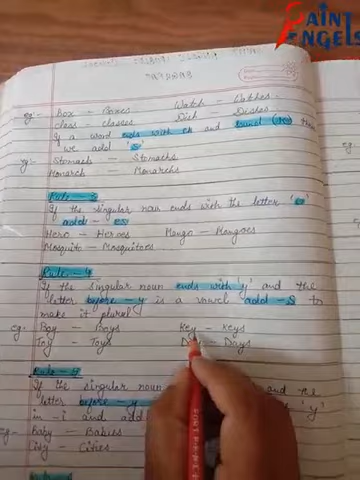 PAINT
ENGELS
eg:- Box - Boxes Watch - Watches
class - classes Dish - Dishes
If a word ends with ch and sound (k) then
we add 's'
eg:- Stomach - Stomachs
Monarch - Monarchs
Rule - 3
If the singular noun ends with the letter 'o'
add - es
Hero - Heroes Mango - Mangoes
Mosquito - Mosquitoes
Rule - 4
If the singular noun ends with 'y' and the
letter before - y is a vowel add - s to
make it plural
eg. Boy - Boys Key - Keys
Toy - Toys Days
Rule - 5
If the singular noun and the
letter before - y 'y'
in - i and add
eg:- Baby - Babies
City - Cities